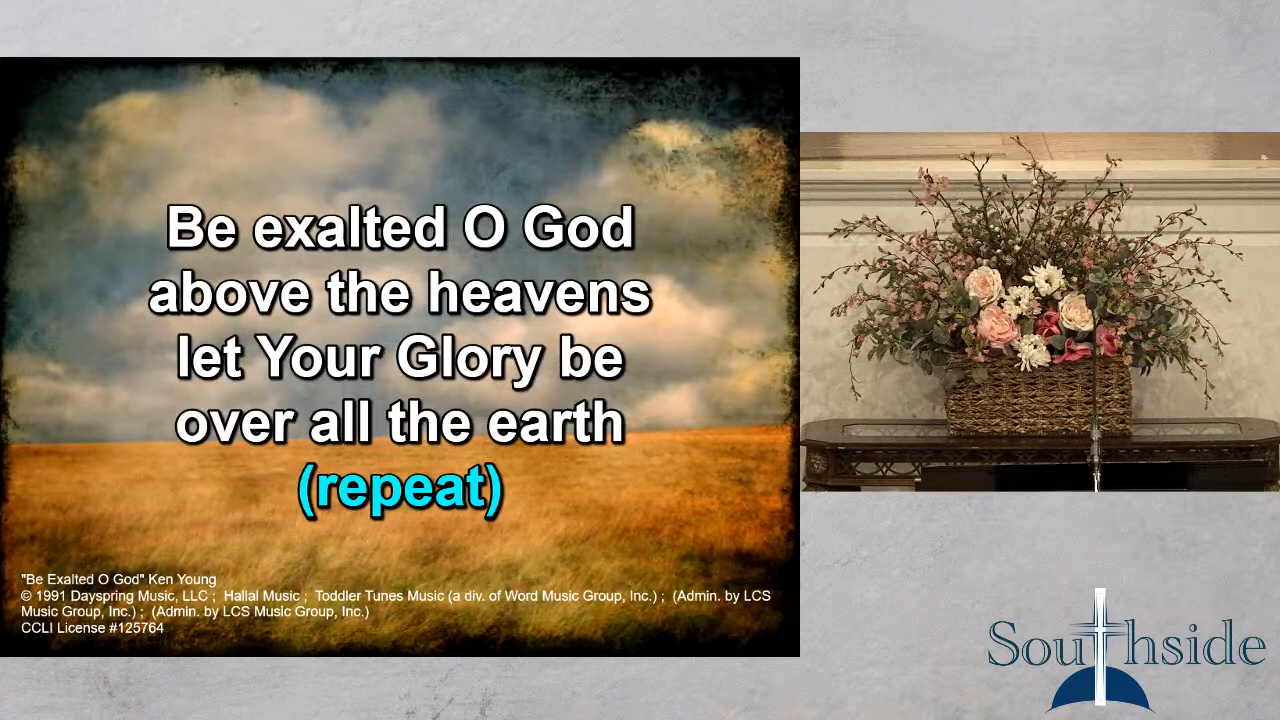 Be exalted O God
above the heavens
let Your Glory be
over all the earth
(repeat)
"Be Exalted O God" Ken Young
© 1991 Dayspring Music, LLC ;  Hallal Music ;  Toddler Tunes Music (a div. of Word Music Group, Inc.) ;  (Admin. by LCS
Music Group, Inc.) ;  (Admin. by LCS Music Group, Inc.)
CCLI License #125764
Southside